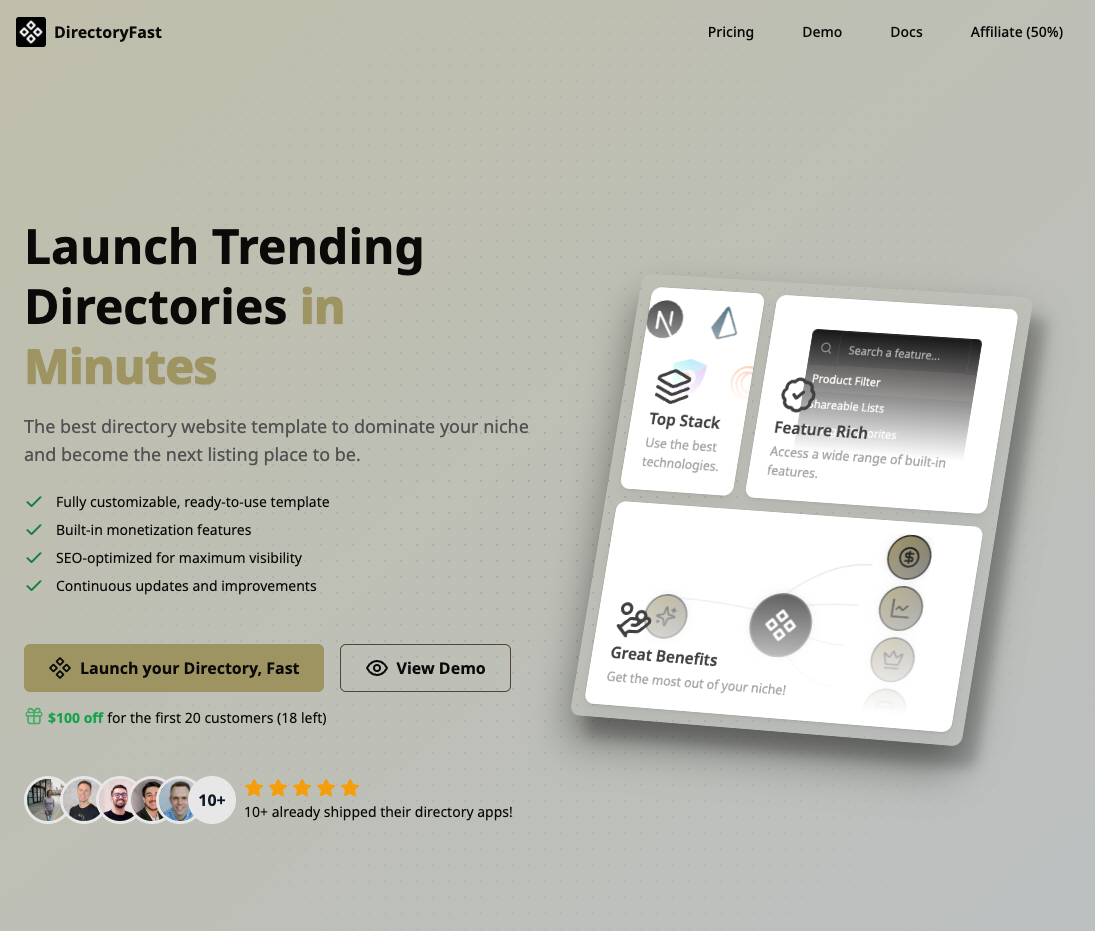 DirectoryFast
Pricing
Demo
Docs
Affiliate (50%)
Launch Trending
Directories in
Minutes
The best directory website template to dominate your niche
and become the next listing place to be.
Fully customizable, ready-to-use template
Built-in monetization features
SEO-optimized for maximum visibility
Continuous updates and improvements
Launch your Directory, Fast
View Demo
$100 off for the first 20 customers (18 left)
10+
10+ already shipped their directory apps!
Top Stack
Use the best
technologies.
Search a feature...
Product Filter
Shareable Lists
Feature Rich
Access a wide range of built-in
features.
Great Benefits
Get the most out of your niche!